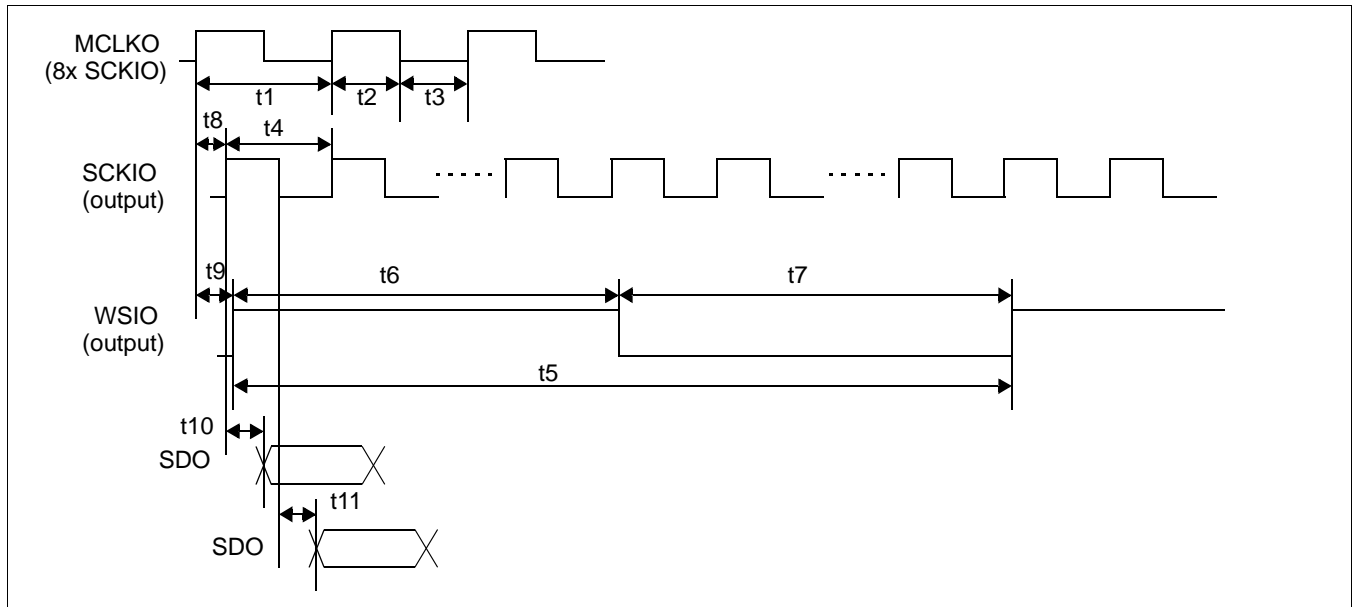 MCLKO
(8x SCKIO)
t1
t2
t3
t8
t4
SCKIO
(output)
t9
t6
t7
WSIO
(output)
t5
t10
SDO
t11
SDO